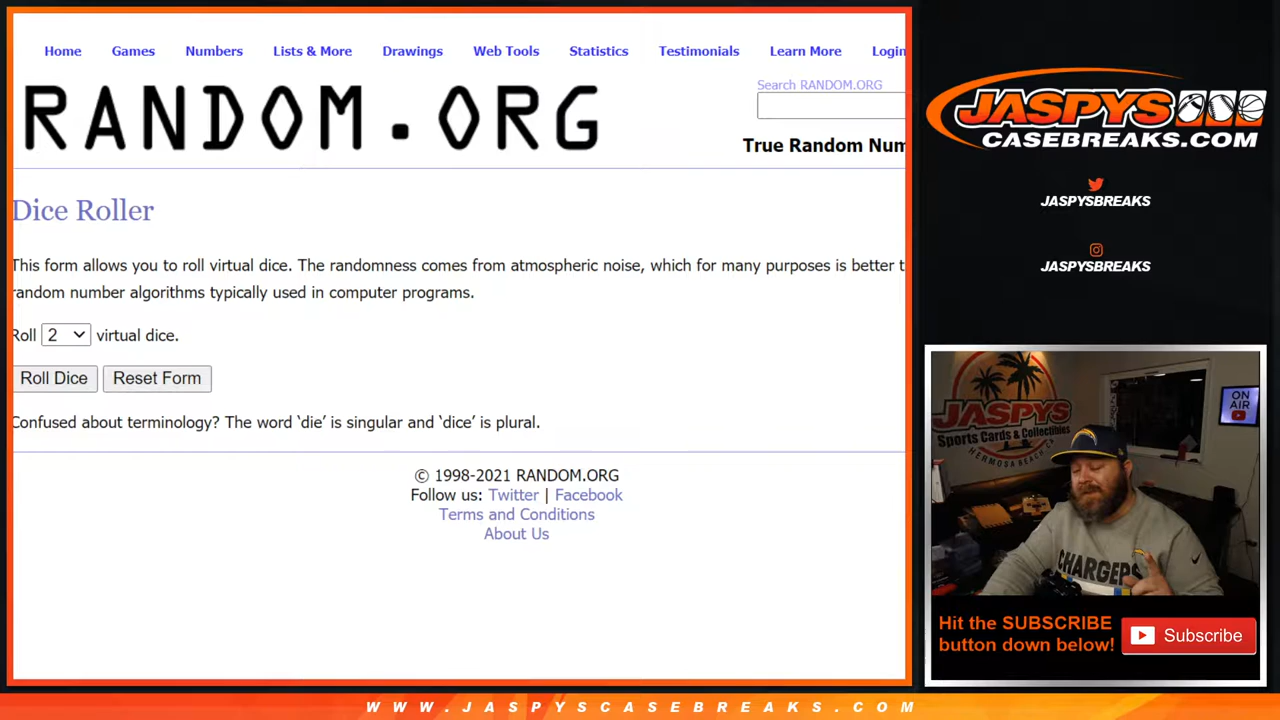 Home Games Numbers Lists & More Drawings Web Tools Statistics Testimonials Learn More Login
RANDOM.ORG
Search RANDOM.ORG
True Random Num
Dice Roller
This form allows you to roll virtual dice. The randomness comes from atmospheric noise, which for many purposes is better t
random number algorithms typically used in computer programs.
Roll 2 virtual dice.
Roll Dice Reset Form
Confused about terminology? The word ‘die’ is singular and ‘dice’ is plural.
© 1998-2021 RANDOM.ORG
Follow us: Twitter | Facebook
Terms and Conditions
About Us
JASPYS
CASEBREAKS.COM
JASPYSBREAKS
JASPYSBREAKS
JASPYS
Sports Cards & Collectibles
HERMOSA BEACH, CA
ON
AIR
CHARGERS
Hit the SUBSCRIBE
button down below!
Subscribe
WWW.JASPYSCASEBREAKS.COM